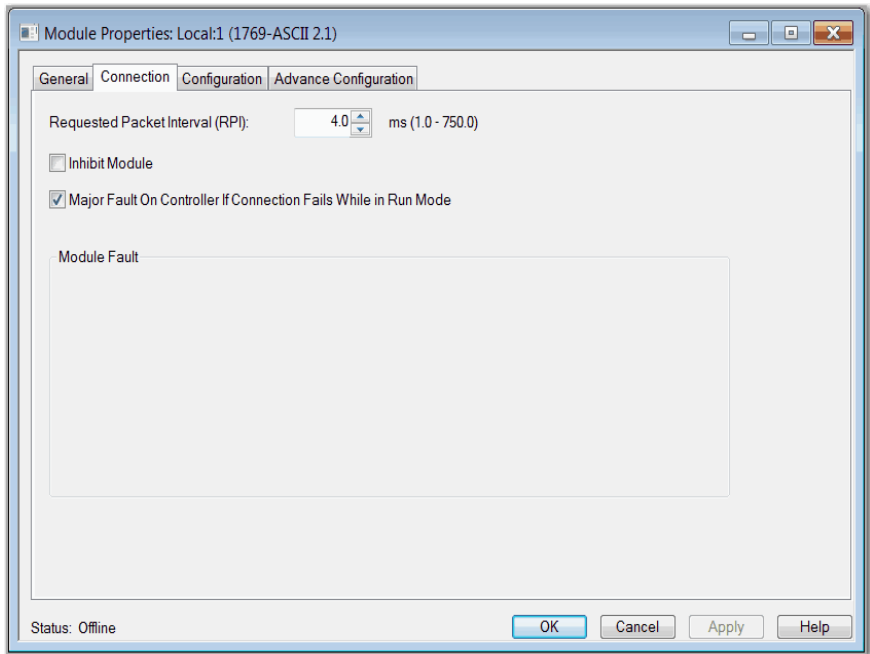 Module Properties: Local:1 (1769-ASCII 2.1)
General Connection Configuration Advance Configuration
Requested Packet Interval (RPI): 4.0 ms (1.0 - 750.0)
Inhibit Module
Major Fault On Controller If Connection Fails While in Run Mode
Module Fault
Status: Offline OK Cancel Apply Help